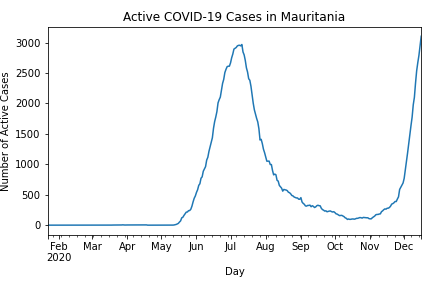 Active COVID-19 Cases in Mauritania
Number of Active Cases
3000
2500
2000
1500
1000
500
0
Feb Mar Apr May Jun Jul Aug Sep Oct Nov Dec
2020
Day